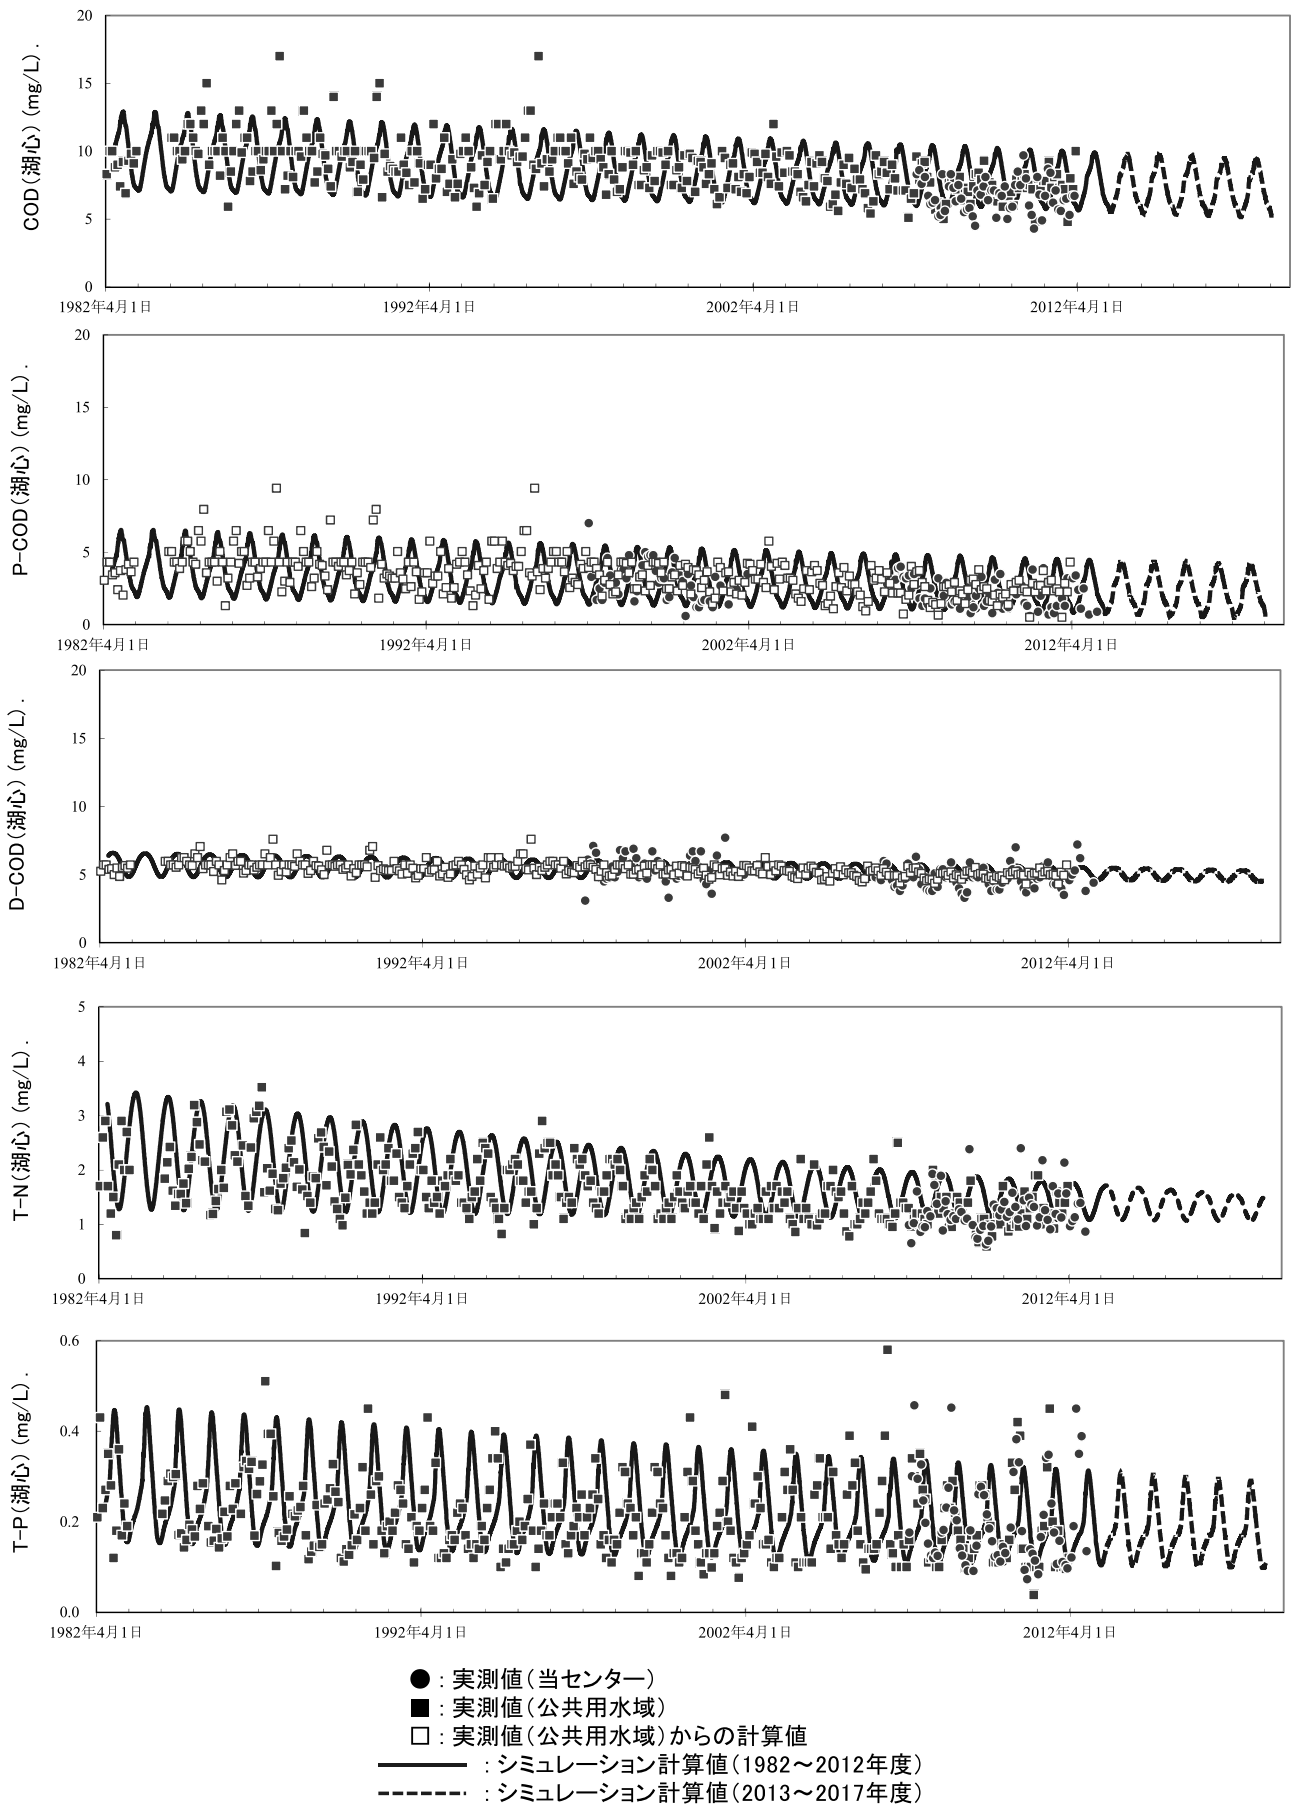 COD（湖心）（mg/L）.
20
15
10
5
0
1982年4月1日
1992年4月1日
2002年4月1日
2012年4月1日
P-COD（湖心）（mg/L）.
20
15
10
5
0
1982年4月1日
1992年4月1日
2002年4月1日
2012年4月1日
D-COD（湖心）（mg/L）.
20
15
10
5
0
1982年4月1日
1992年4月1日
2002年4月1日
2012年4月1日
T-N（湖心）（mg/L）.
5
4
3
2
1
0
1982年4月1日
1992年4月1日
2002年4月1日
2012年4月1日
T-P（湖心）（mg/L）.
0.6
0.4
0.2
0.0
1982年4月1日
1992年4月1日
2002年4月1日
2012年4月1日
：実測値（当センター）
：実測値（公共用水域）
：実測値（公共用水域）からの計算値
：シミュレーション計算値（1982～2012年度）
：シミュレーション計算値（2013～2017年度）